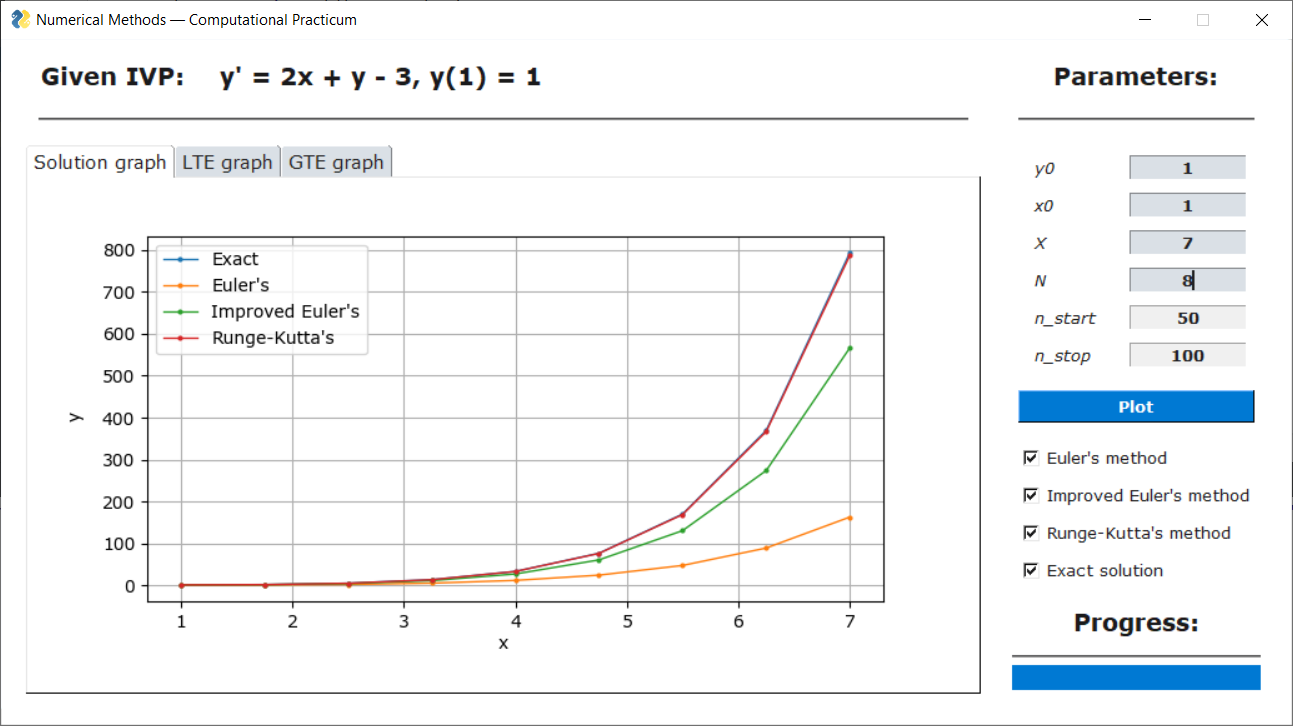 Numerical Methods — Computational Practicum
Given IVP: y' = 2x + y - 3, y(1) = 1
Parameters:
Solution graph LTE graph GTE graph
800
700
600
500
400
300
200
100
0
y
Exact
Euler's
Improved Euler's
Runge-Kutta's
1 2 3 4 5 6 7
x
y0 1
x0 1
X 7
N 8
n_start 50
n_stop 100
Plot
Euler's method
Improved Euler's method
Runge-Kutta's method
Exact solution
Progress: